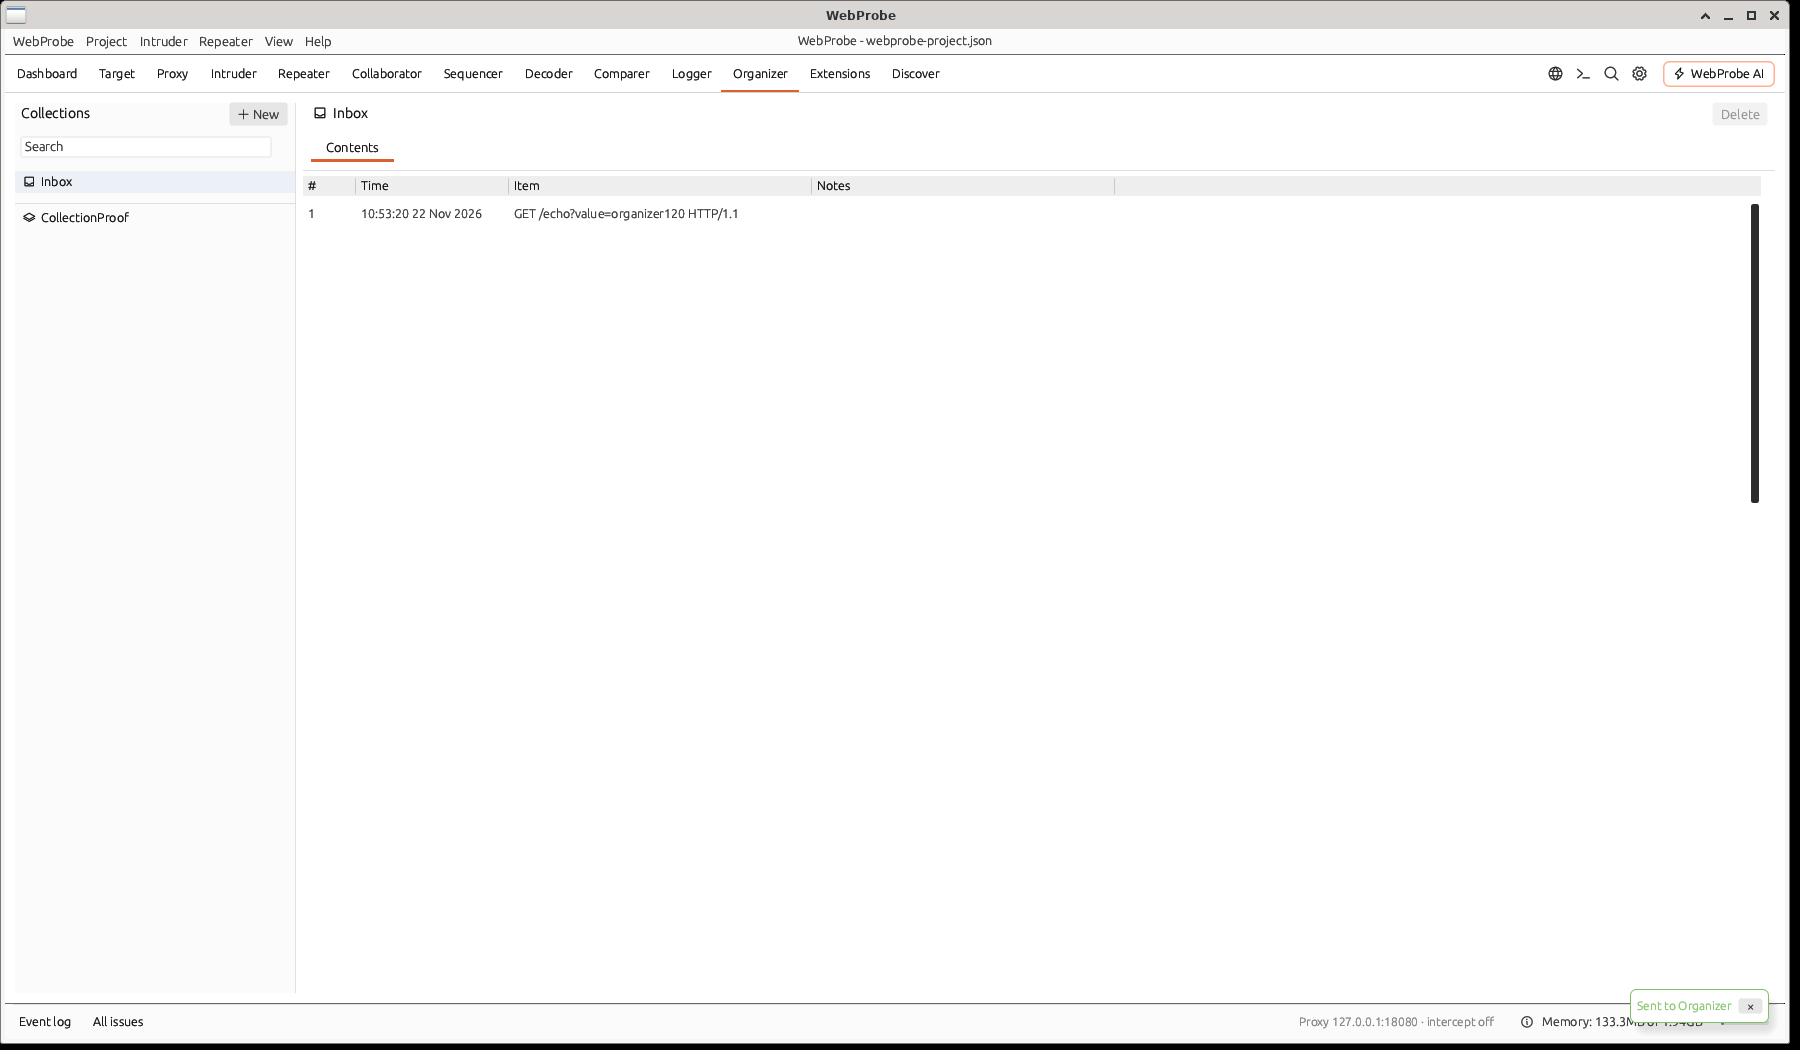 WebProbe
WebProbe Project Intruder Repeater View Help
WebProbe - webprobe-project.json
Dashboard Target Proxy Intruder Repeater Collaborator Sequencer Decoder Comparer Logger Organizer Extensions Discover
WebProbe AI
Collections
+ New
Search
Inbox
CollectionProof
Inbox
Delete
Contents
# Time Item Notes
1 10:53:20 22 Nov 2026 GET /echo?value=organizer120 HTTP/1.1
Sent to Organizer ×
Event log All issues
Proxy 127.0.0.1:18080 · intercept off
Memory: 133.3M